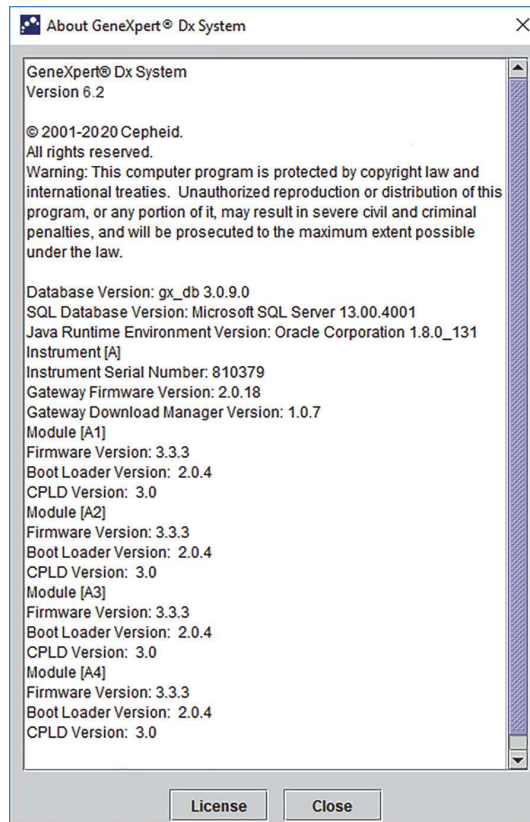 About GeneXpert® Dx System
GeneXpert® Dx System
Version 6.2
© 2001-2020 Cepheid.
All rights reserved.
Warning: This computer program is protected by copyright law and
international treaties.  Unauthorized reproduction or distribution of this
program, or any portion of it, may result in severe civil and criminal
penalties, and will be prosecuted to the maximum extent possible
under the law.
Database Version: gx_db 3.0.9.0
SQL Database Version: Microsoft SQL Server 13.00.4001
Java Runtime Environment Version: Oracle Corporation 1.8.0_131
Instrument [A]
Instrument Serial Number: 810379
Gateway Firmware Version: 2.0.18
Gateway Download Manager Version: 1.0.7
Module [A1]
Firmware Version: 3.3.3
Boot Loader Version:  2.0.4
CPLD Version:  3.0
Module [A2]
Firmware Version: 3.3.3
Boot Loader Version:  2.0.4
CPLD Version:  3.0
Module [A3]
Firmware Version: 3.3.3
Boot Loader Version:  2.0.4
CPLD Version:  3.0
Module [A4]
Firmware Version: 3.3.3
Boot Loader Version:  2.0.4
CPLD Version:  3.0
License Close